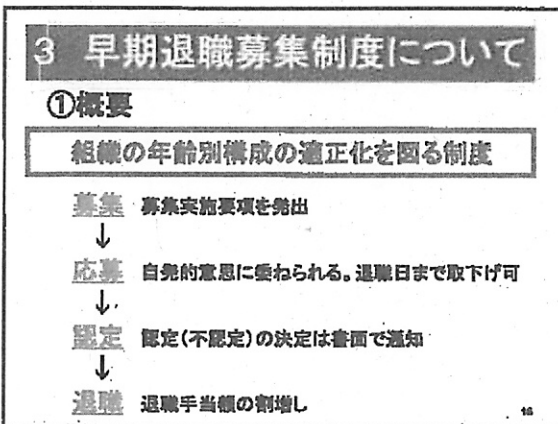 3 早期退職募集制度について
①概要
組織の年齢別構成の適正化を図る制度
募集 募集実施要項を発出
↓
応募 自発的意思に委ねられる。退職日まで取下げ可
↓
認定 認定(不認定)の決定は書面で通知
↓
退職 退職手当額の割増し
16